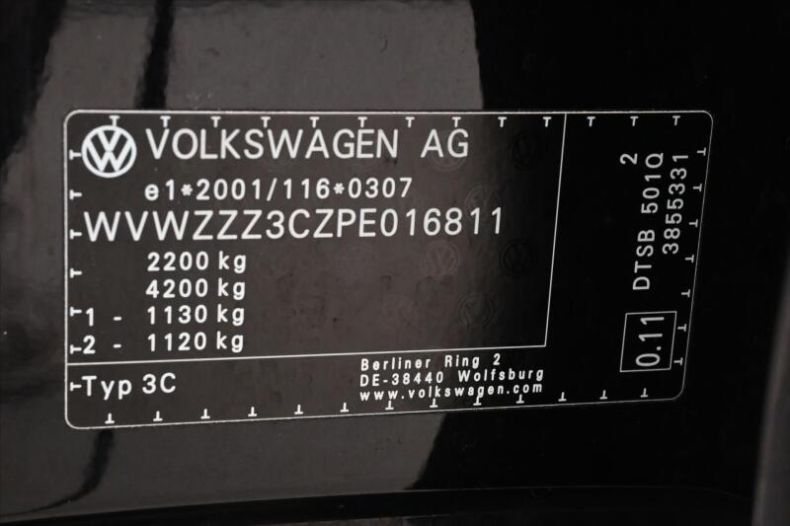 VOLKSWAGEN AG
e1*2001/116*0307
WVWZZZ3CZPE016811
2200 kg
4200 kg
1 - 1130 kg
2 - 1120 kg
Typ 3C
Berliner Ring 2
DE-38440 Wolfsburg
www.volkswagen.com
2
DTSB 501Q
3855331
0.11